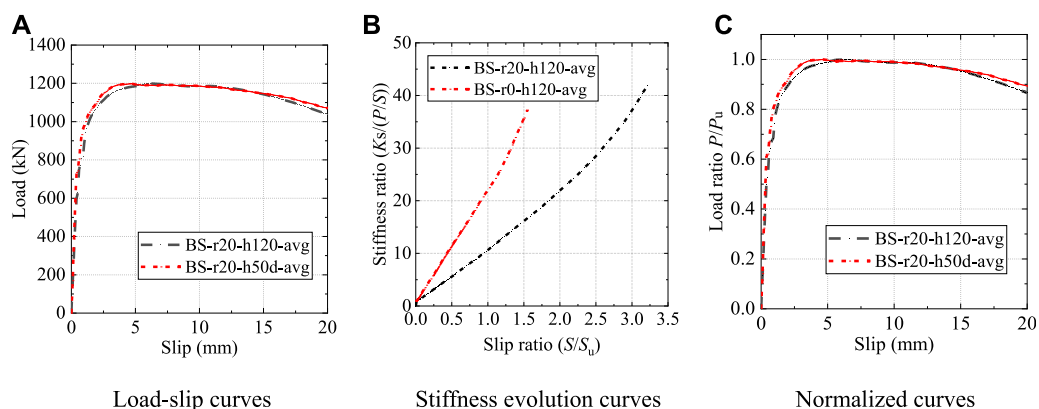 A
1400
1200
1000
800
600
400
200
0
Load (kN)
BS-r20-h120-avg
BS-r20-h50d-avg
0 5 10 15 20
Slip (mm)
Load-slip curves
B
50
40
30
20
10
0
Stiffness ratio (Ks/(P/S))
BS-r20-h120-avg
BS-r0-h120-avg
0.0 0.5 1.0 1.5 2.0 2.5 3.0 3.5
Slip ratio (S/Su)
Stiffness evolution curves
C
1.0
0.8
0.6
0.4
0.2
0.0
Load ratio P/Pu
BS-r20-h120-avg
BS-r20-h50d-avg
0 5 10 15 20
Slip (mm)
Normalized curves